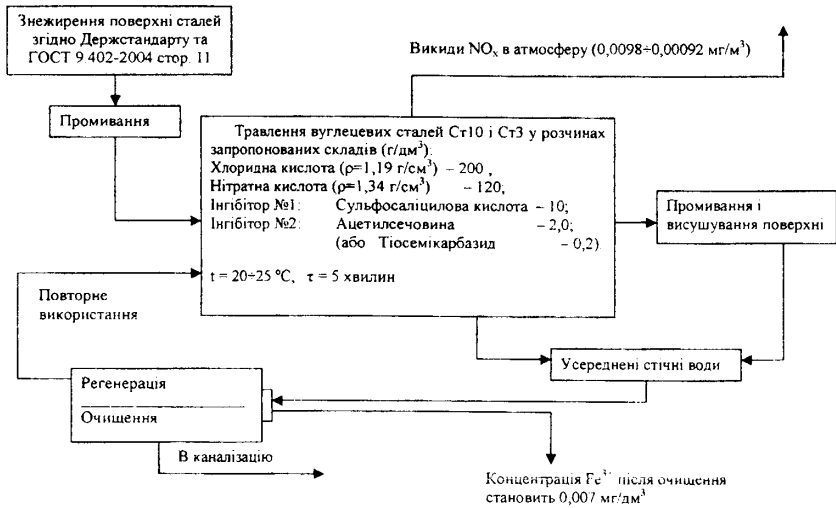 Знежирення поверхні сталей
згідно Держстандарту та
ГОСТ 9.402-2004 стор. 11
Викиди NOₓ в атмосферу (0,0098÷0,00092 мг/м³)
Промивання
Травлення вуглецевих сталей Ст10 і Ст3 у розчинах
запропонованих складів (г/дм³):
Хлоридна кислота (ρ=1,19 г/см³) – 200 ,
Нітратна кислота (ρ=1,34 г/см³) – 120;
Інгібітор №1: Сульфосаліцилова кислота – 10;
Інгібітор №2: Ацетилсечовина – 2,0;
(або Тіосемікарбазид – 0,2)
t = 20÷25 °С, τ = 5 хвилин
Промивання і
висушування поверхні
Повторне
використання
Усереднені стічні води
Регенерація
Очищення
В каналізацію
Концентрація Fe³⁺ після очищення
становить 0,007 мг/дм³